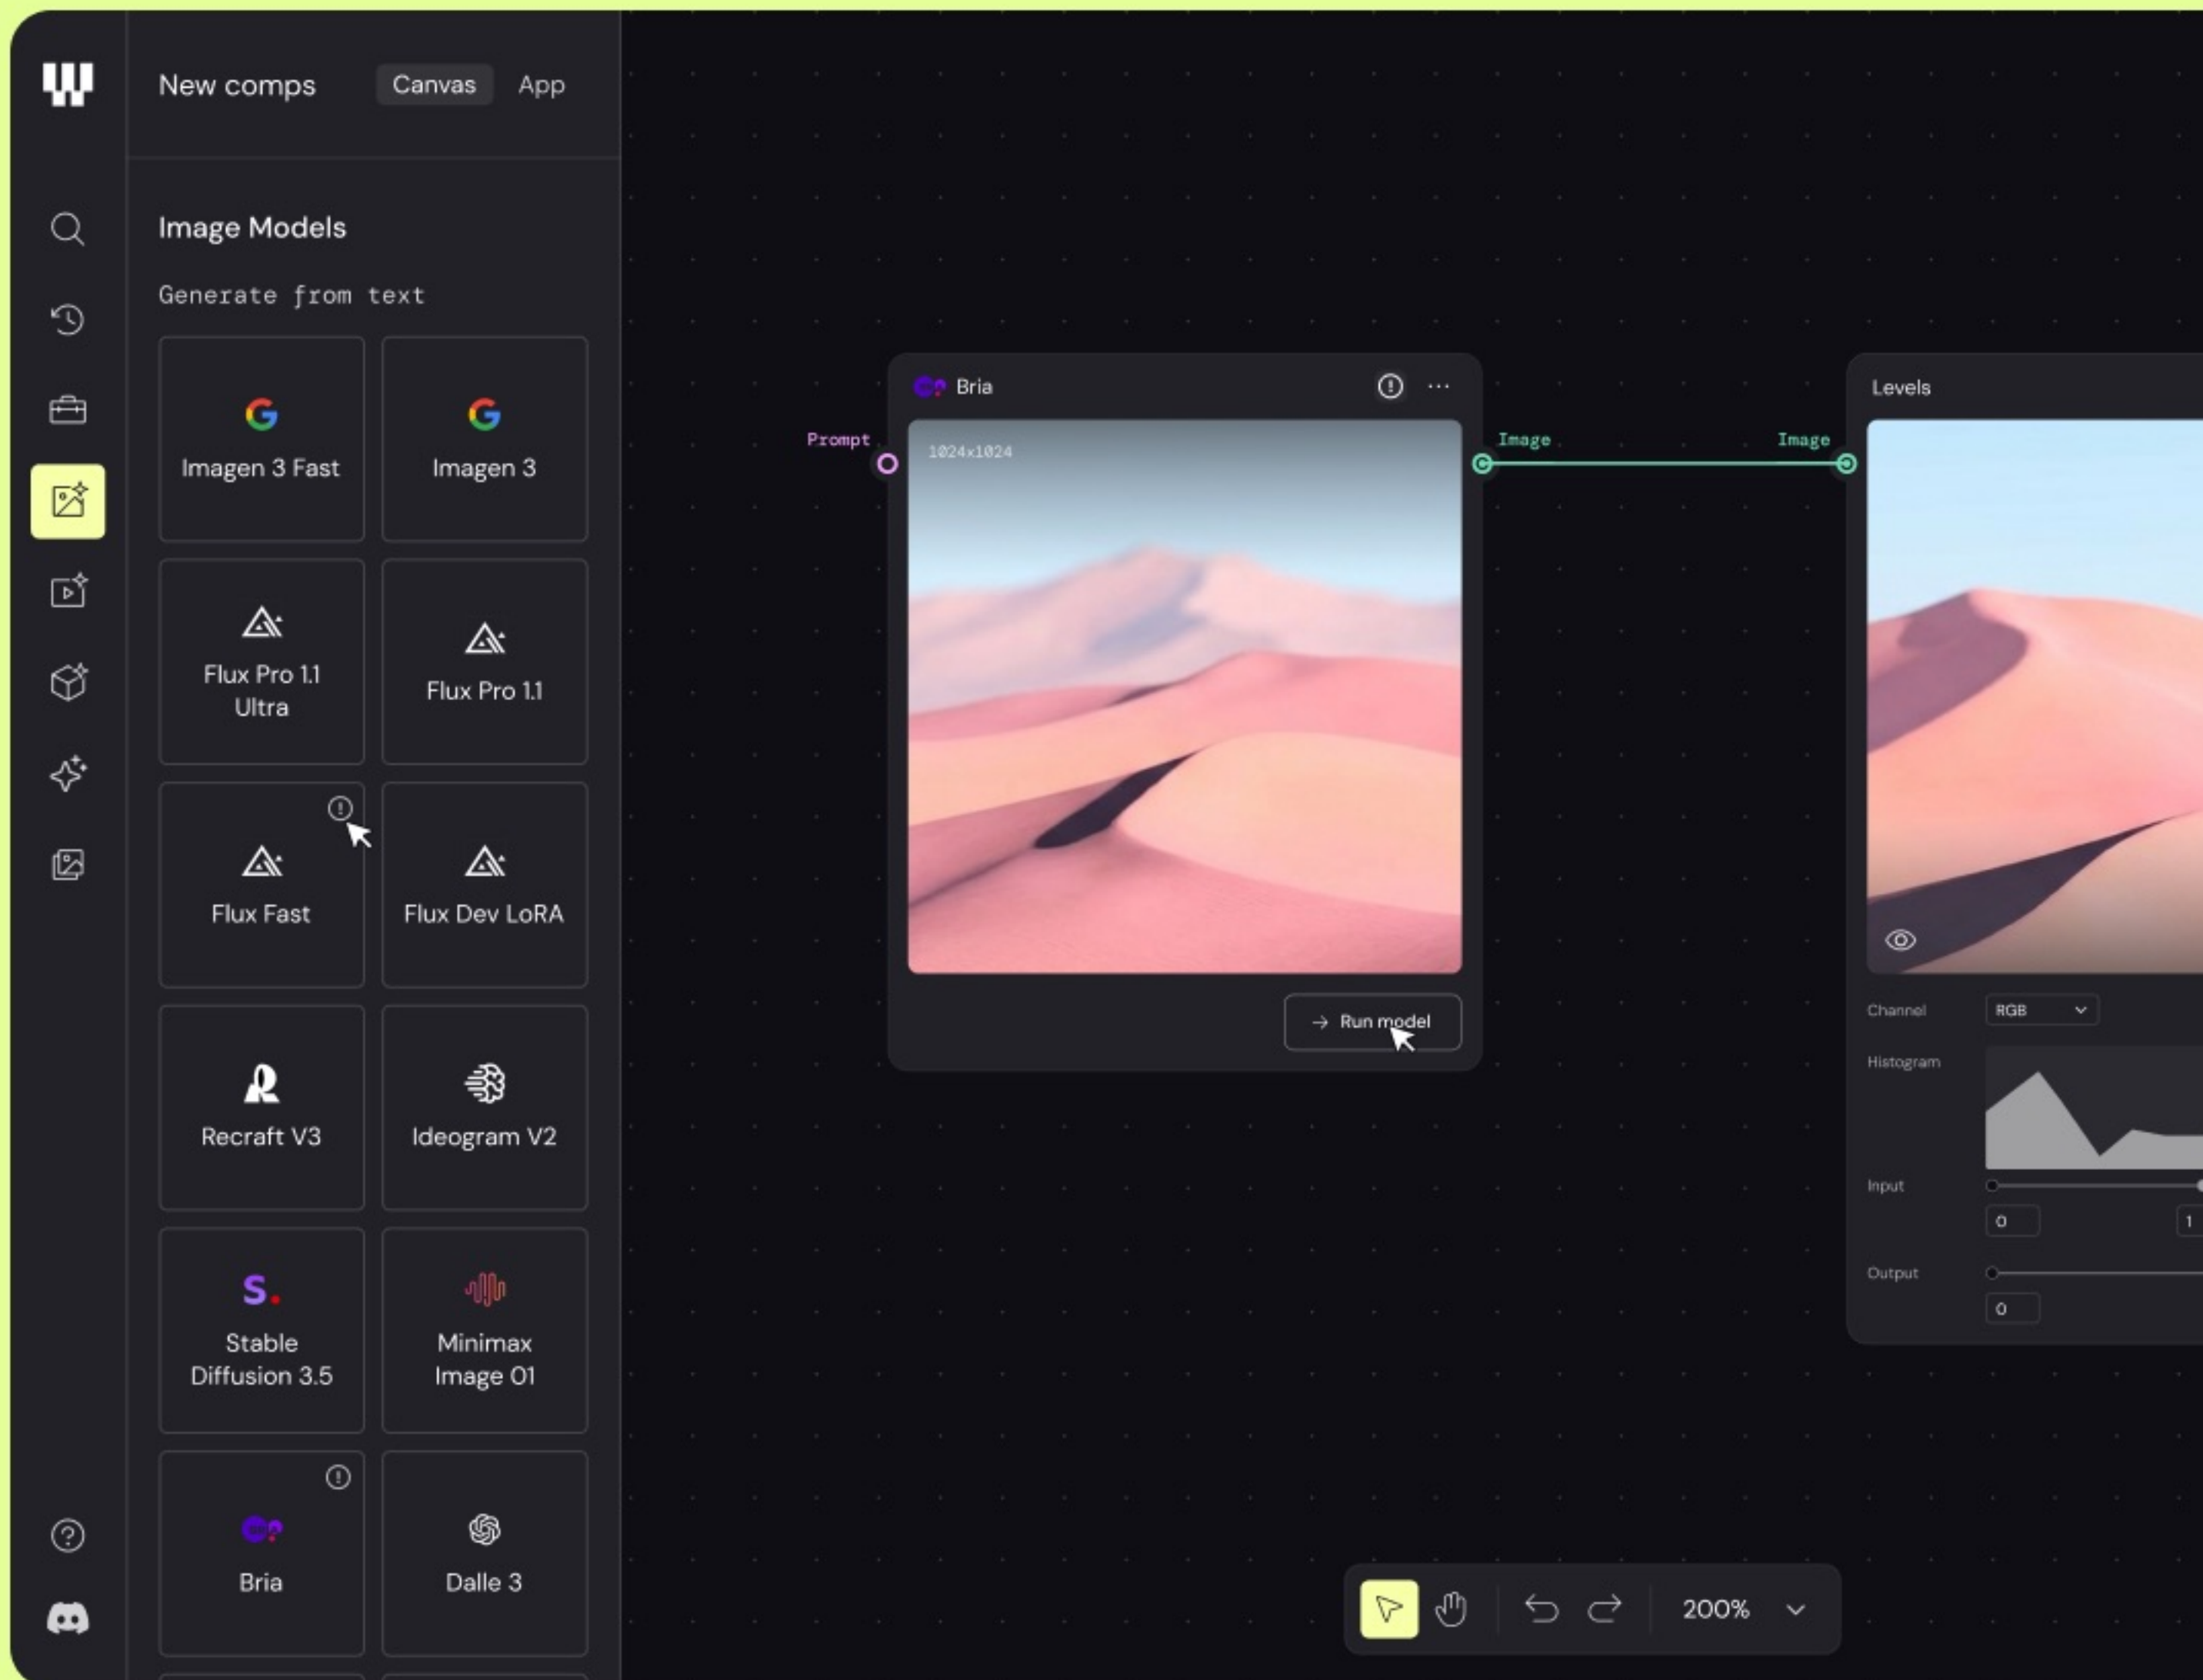 New comps
Canvas
App
Image Models
Generate from text
Imagen 3 Fast
Imagen 3
Flux Pro 1.1
Ultra
Flux Pro 1.1
Flux Fast
Flux Dev LoRA
Recraft V3
Ideogram V2
Stable
Diffusion 3.5
Minimax
Image 01
Bria
Dalle 3
Bria
Prompt
1024x1024
Image
Run model
Image
Levels
Channel
RGB
Histogram
Input
0
1
Output
0
200%